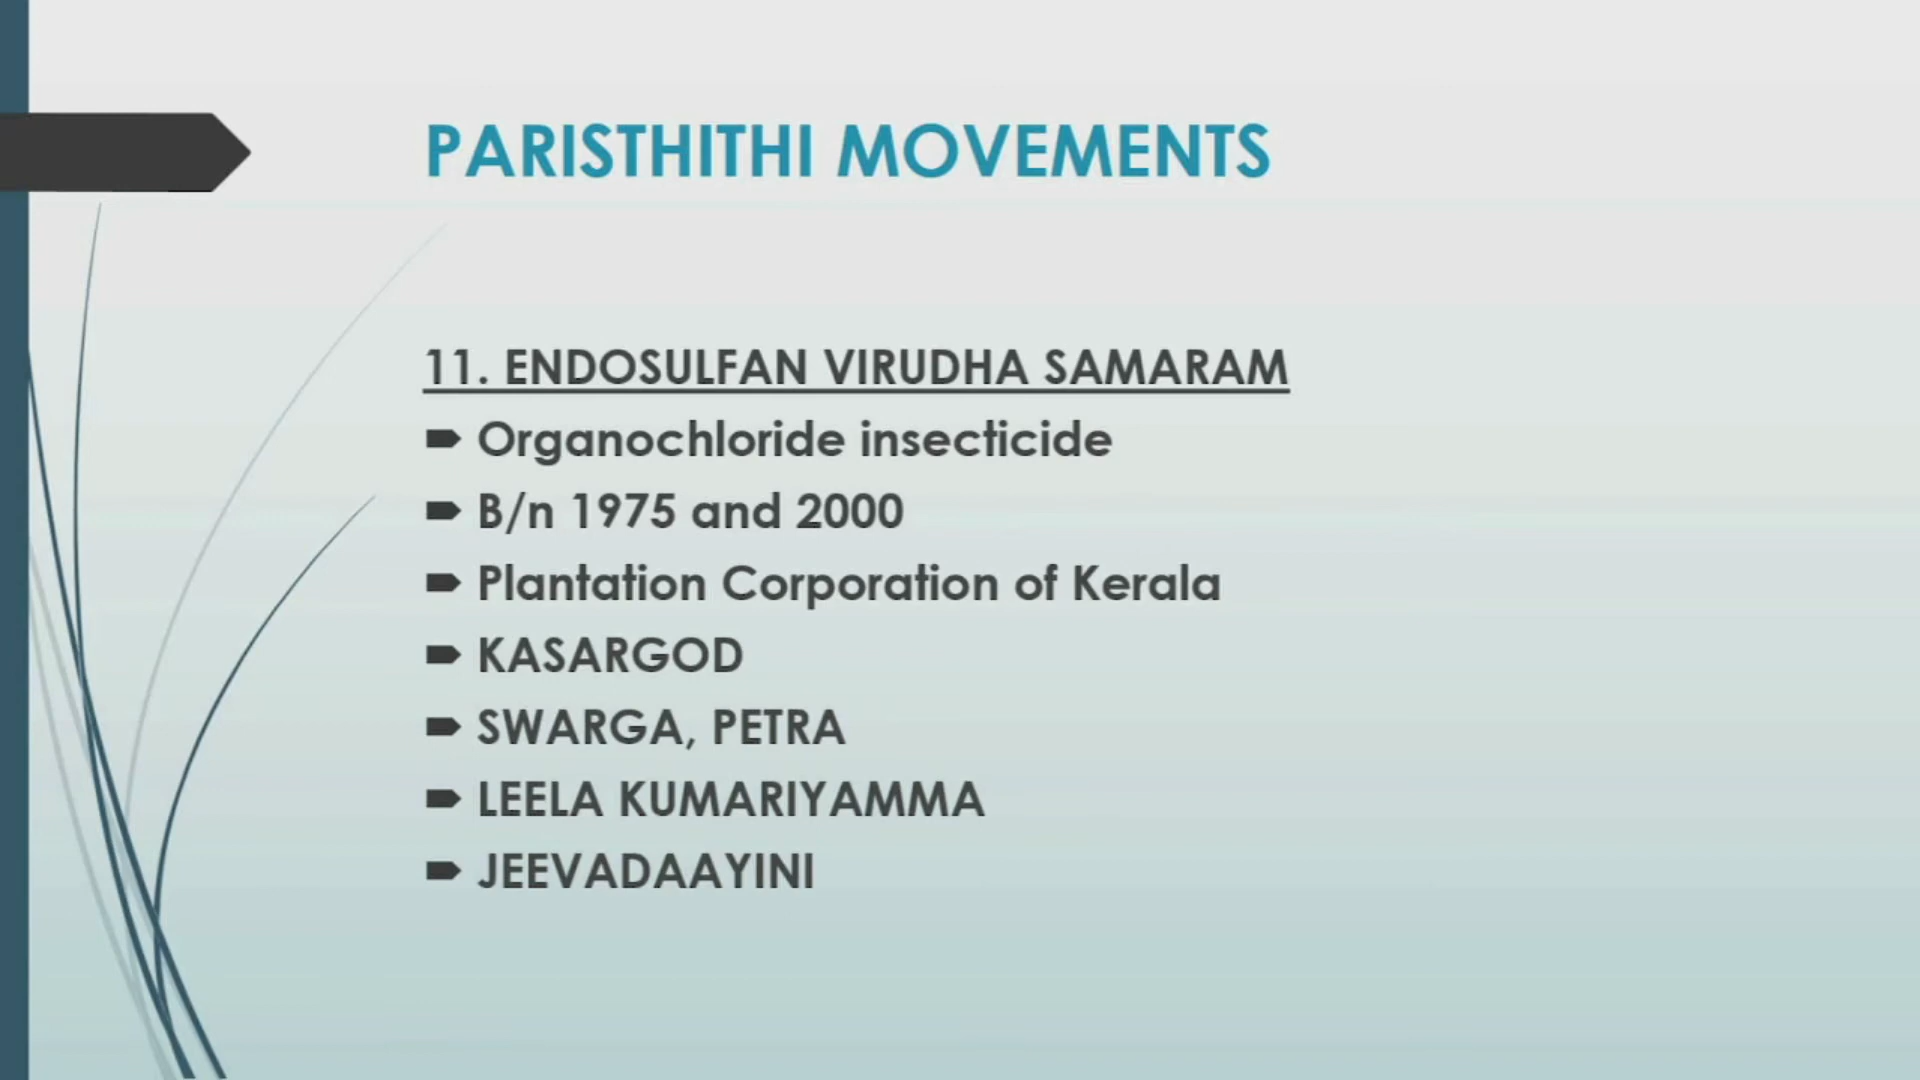 PARISTHITHI MOVEMENTS
11. ENDOSULFAN VIRUDHA SAMARAM
Organochloride insecticide
B/n 1975 and 2000
Plantation Corporation of Kerala
KASARGOD
SWARGA, PETRA
LEELA KUMARIYAMMA
JEEVADAAYINI